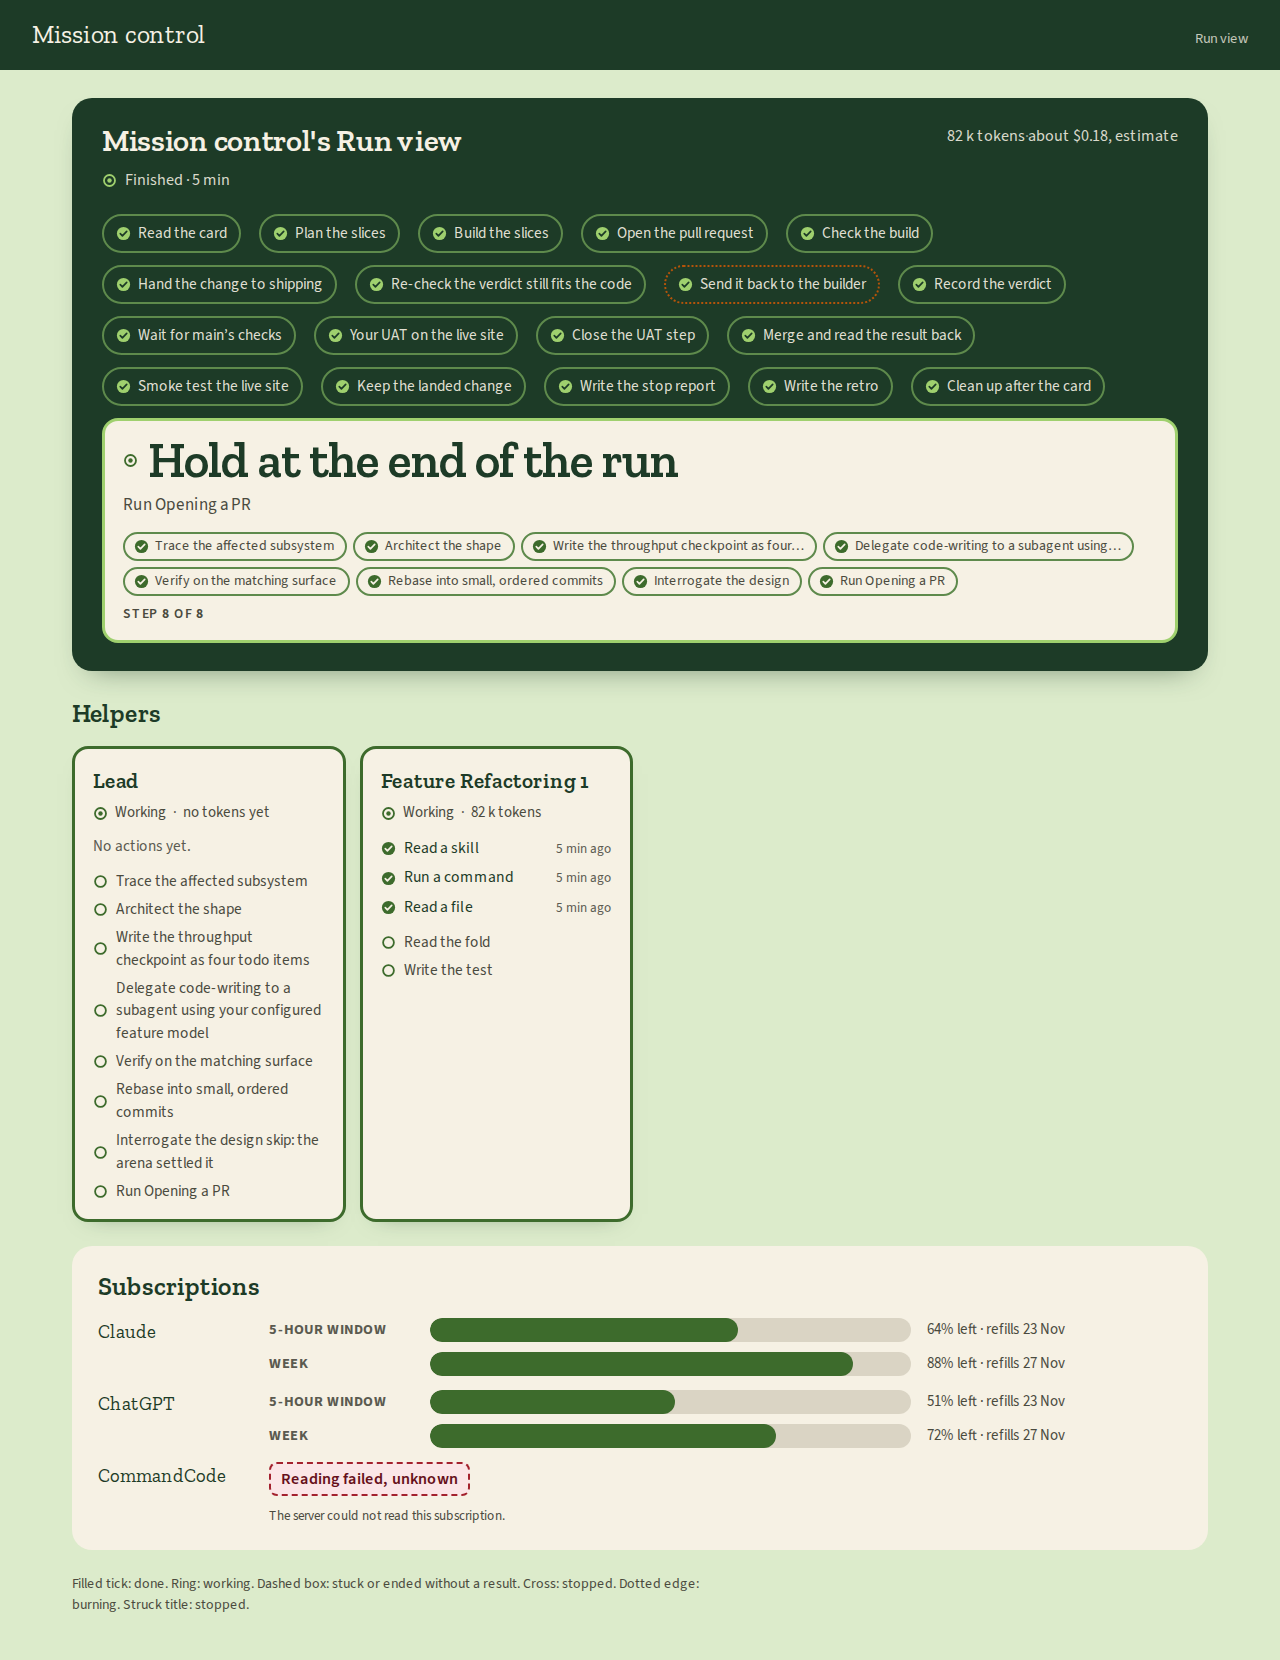 Mission control
Run view
Mission control's Run view
82 k tokens·about $0.18, estimate
Finished · 5 min
Read the card
Plan the slices
Build the slices
Open the pull request
Check the build
Hand the change to shipping
Re-check the verdict still fits the code
Send it back to the builder
Record the verdict
Wait for main’s checks
Your UAT on the live site
Close the UAT step
Merge and read the result back
Smoke test the live site
Keep the landed change
Write the stop report
Write the retro
Clean up after the card
Hold at the end of the run
Run Opening a PR
Trace the affected subsystem
Architect the shape
Write the throughput checkpoint as four…
Delegate code-writing to a subagent using…
Verify on the matching surface
Rebase into small, ordered commits
Interrogate the design
Run Opening a PR
STEP 8 OF 8
Helpers
Lead
Working · no tokens yet
No actions yet.
Trace the affected subsystem
Architect the shape
Write the throughput
checkpoint as four todo items
Delegate code-writing to a
subagent using your configured
feature model
Verify on the matching surface
Rebase into small, ordered
commits
Interrogate the design skip: the
arena settled it
Run Opening a PR
Feature Refactoring 1
Working · 82 k tokens
Read a skill 5 min ago
Run a command 5 min ago
Read a file 5 min ago
Read the fold
Write the test
Subscriptions
Claude
5-HOUR WINDOW 64% left · refills 23 Nov
WEEK 88% left · refills 27 Nov
ChatGPT
5-HOUR WINDOW 51% left · refills 23 Nov
WEEK 72% left · refills 27 Nov
CommandCode
Reading failed, unknown
The server could not read this subscription.
Filled tick: done. Ring: working. Dashed box: stuck or ended without a result. Cross: stopped. Dotted edge:
burning. Struck title: stopped.